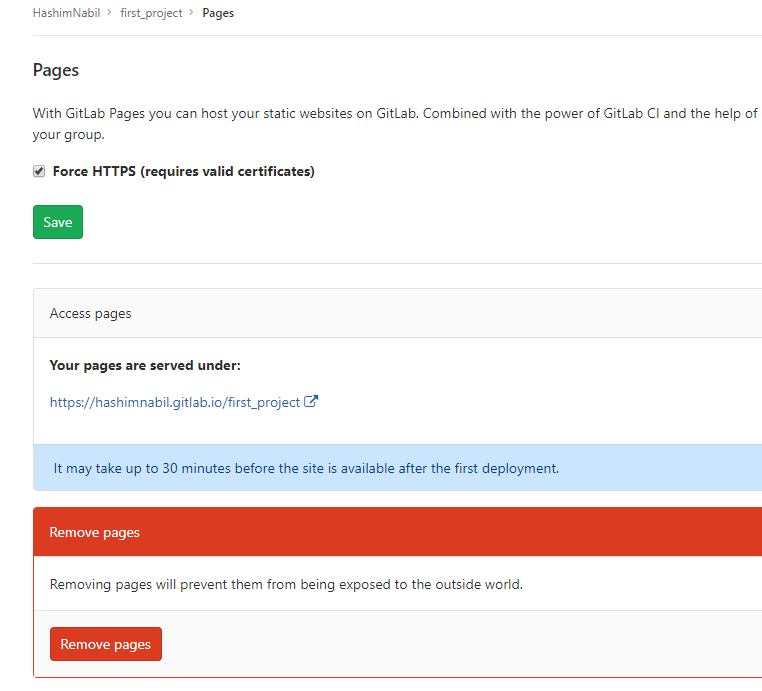 HashimNabil › first_project › Pages
Pages
With GitLab Pages you can host your static websites on GitLab. Combined with the power of GitLab CI and the help of
your group.
Force HTTPS (requires valid certificates)
Save
Access pages
Your pages are served under:
https://hashimnabil.gitlab.io/first_project
It may take up to 30 minutes before the site is available after the first deployment.
Remove pages
Removing pages will prevent them from being exposed to the outside world.
Remove pages